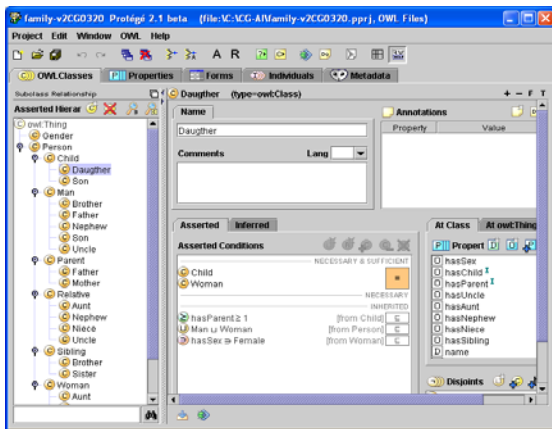 family-v2CG0320 Protégé 2.1 beta (file:\C:\CG-AI\family-v2CG0320.pprj, OWL Files)
Project Edit Window OWL Help
OWLClasses Properties Forms Individuals Metadata
Subclass Relationship
Asserted Hierar
owl:Thing
Gender
Person
Child
Daugther
Son
Man
Brother
Father
Nephew
Son
Uncle
Parent
Father
Mother
Relative
Aunt
Nephew
Niece
Uncle
Sibling
Brother
Sister
Woman
Aunt
Daugther (type=owl:Class)
+ − F T
Name
Daugther
Comments Lang
Annotations
Property Value
Asserted Inferred
Asserted Conditions
NECESSARY & SUFFICIENT
Child
Woman
NECESSARY
INHERITED
hasParent ≥ 1 [from Child]
Man ⊔ Woman [from Person]
hasSex ∋ Female [from Woman]
At Class At owl:Thing
Propert
hasSex
hasChild
hasParent
hasUncle
hasAunt
hasNephew
hasNiece
hasSibling
name
Disjoints